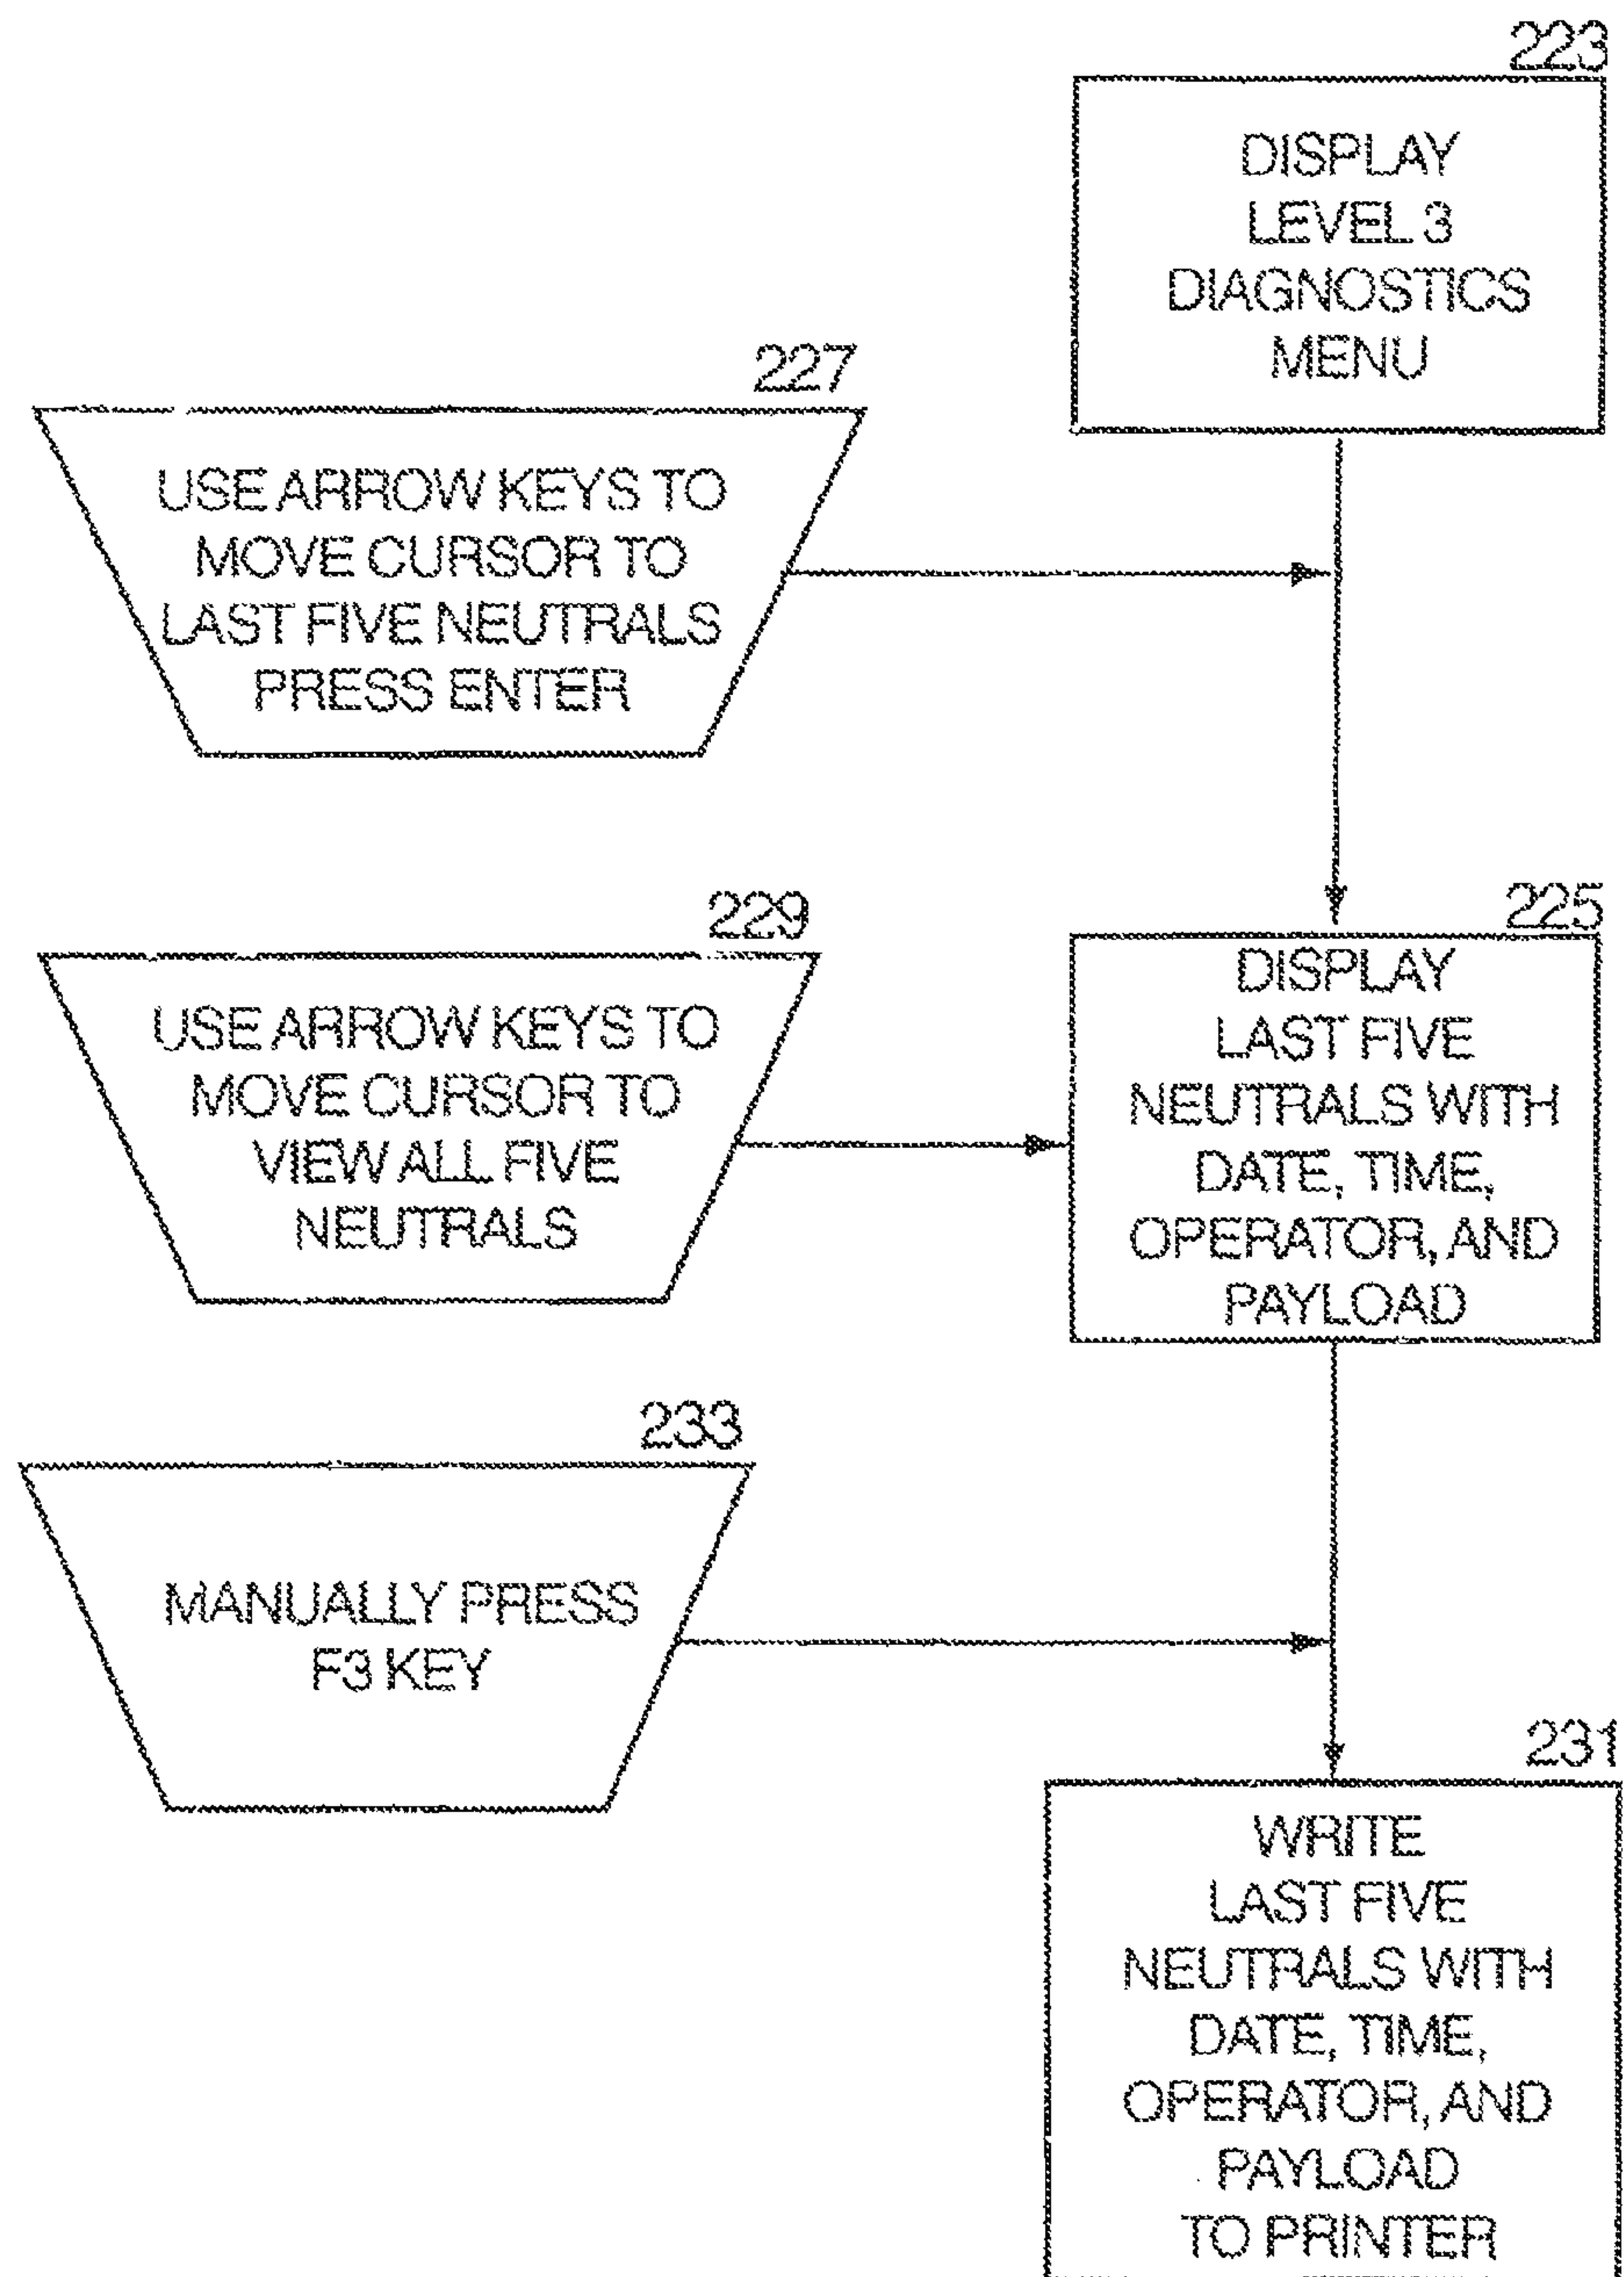 223
DISPLAY
LEVEL 3
DIAGNOSTICS
MENU
227
USE ARROW KEYS TO
MOVE CURSOR TO
LAST FIVE NEUTRALS
PRESS ENTER
229
USE ARROW KEYS TO
MOVE CURSOR TO
VIEW ALL FIVE
NEUTRALS
225
DISPLAY
LAST FIVE
NEUTRALS WITH
DATE, TIME,
OPERATOR, AND
PAYLOAD
233
MANUALLY PRESS
F3 KEY
231
WRITE
LAST FIVE
NEUTRALS WITH
DATE, TIME,
OPERATOR, AND
PAYLOAD
TO PRINTER